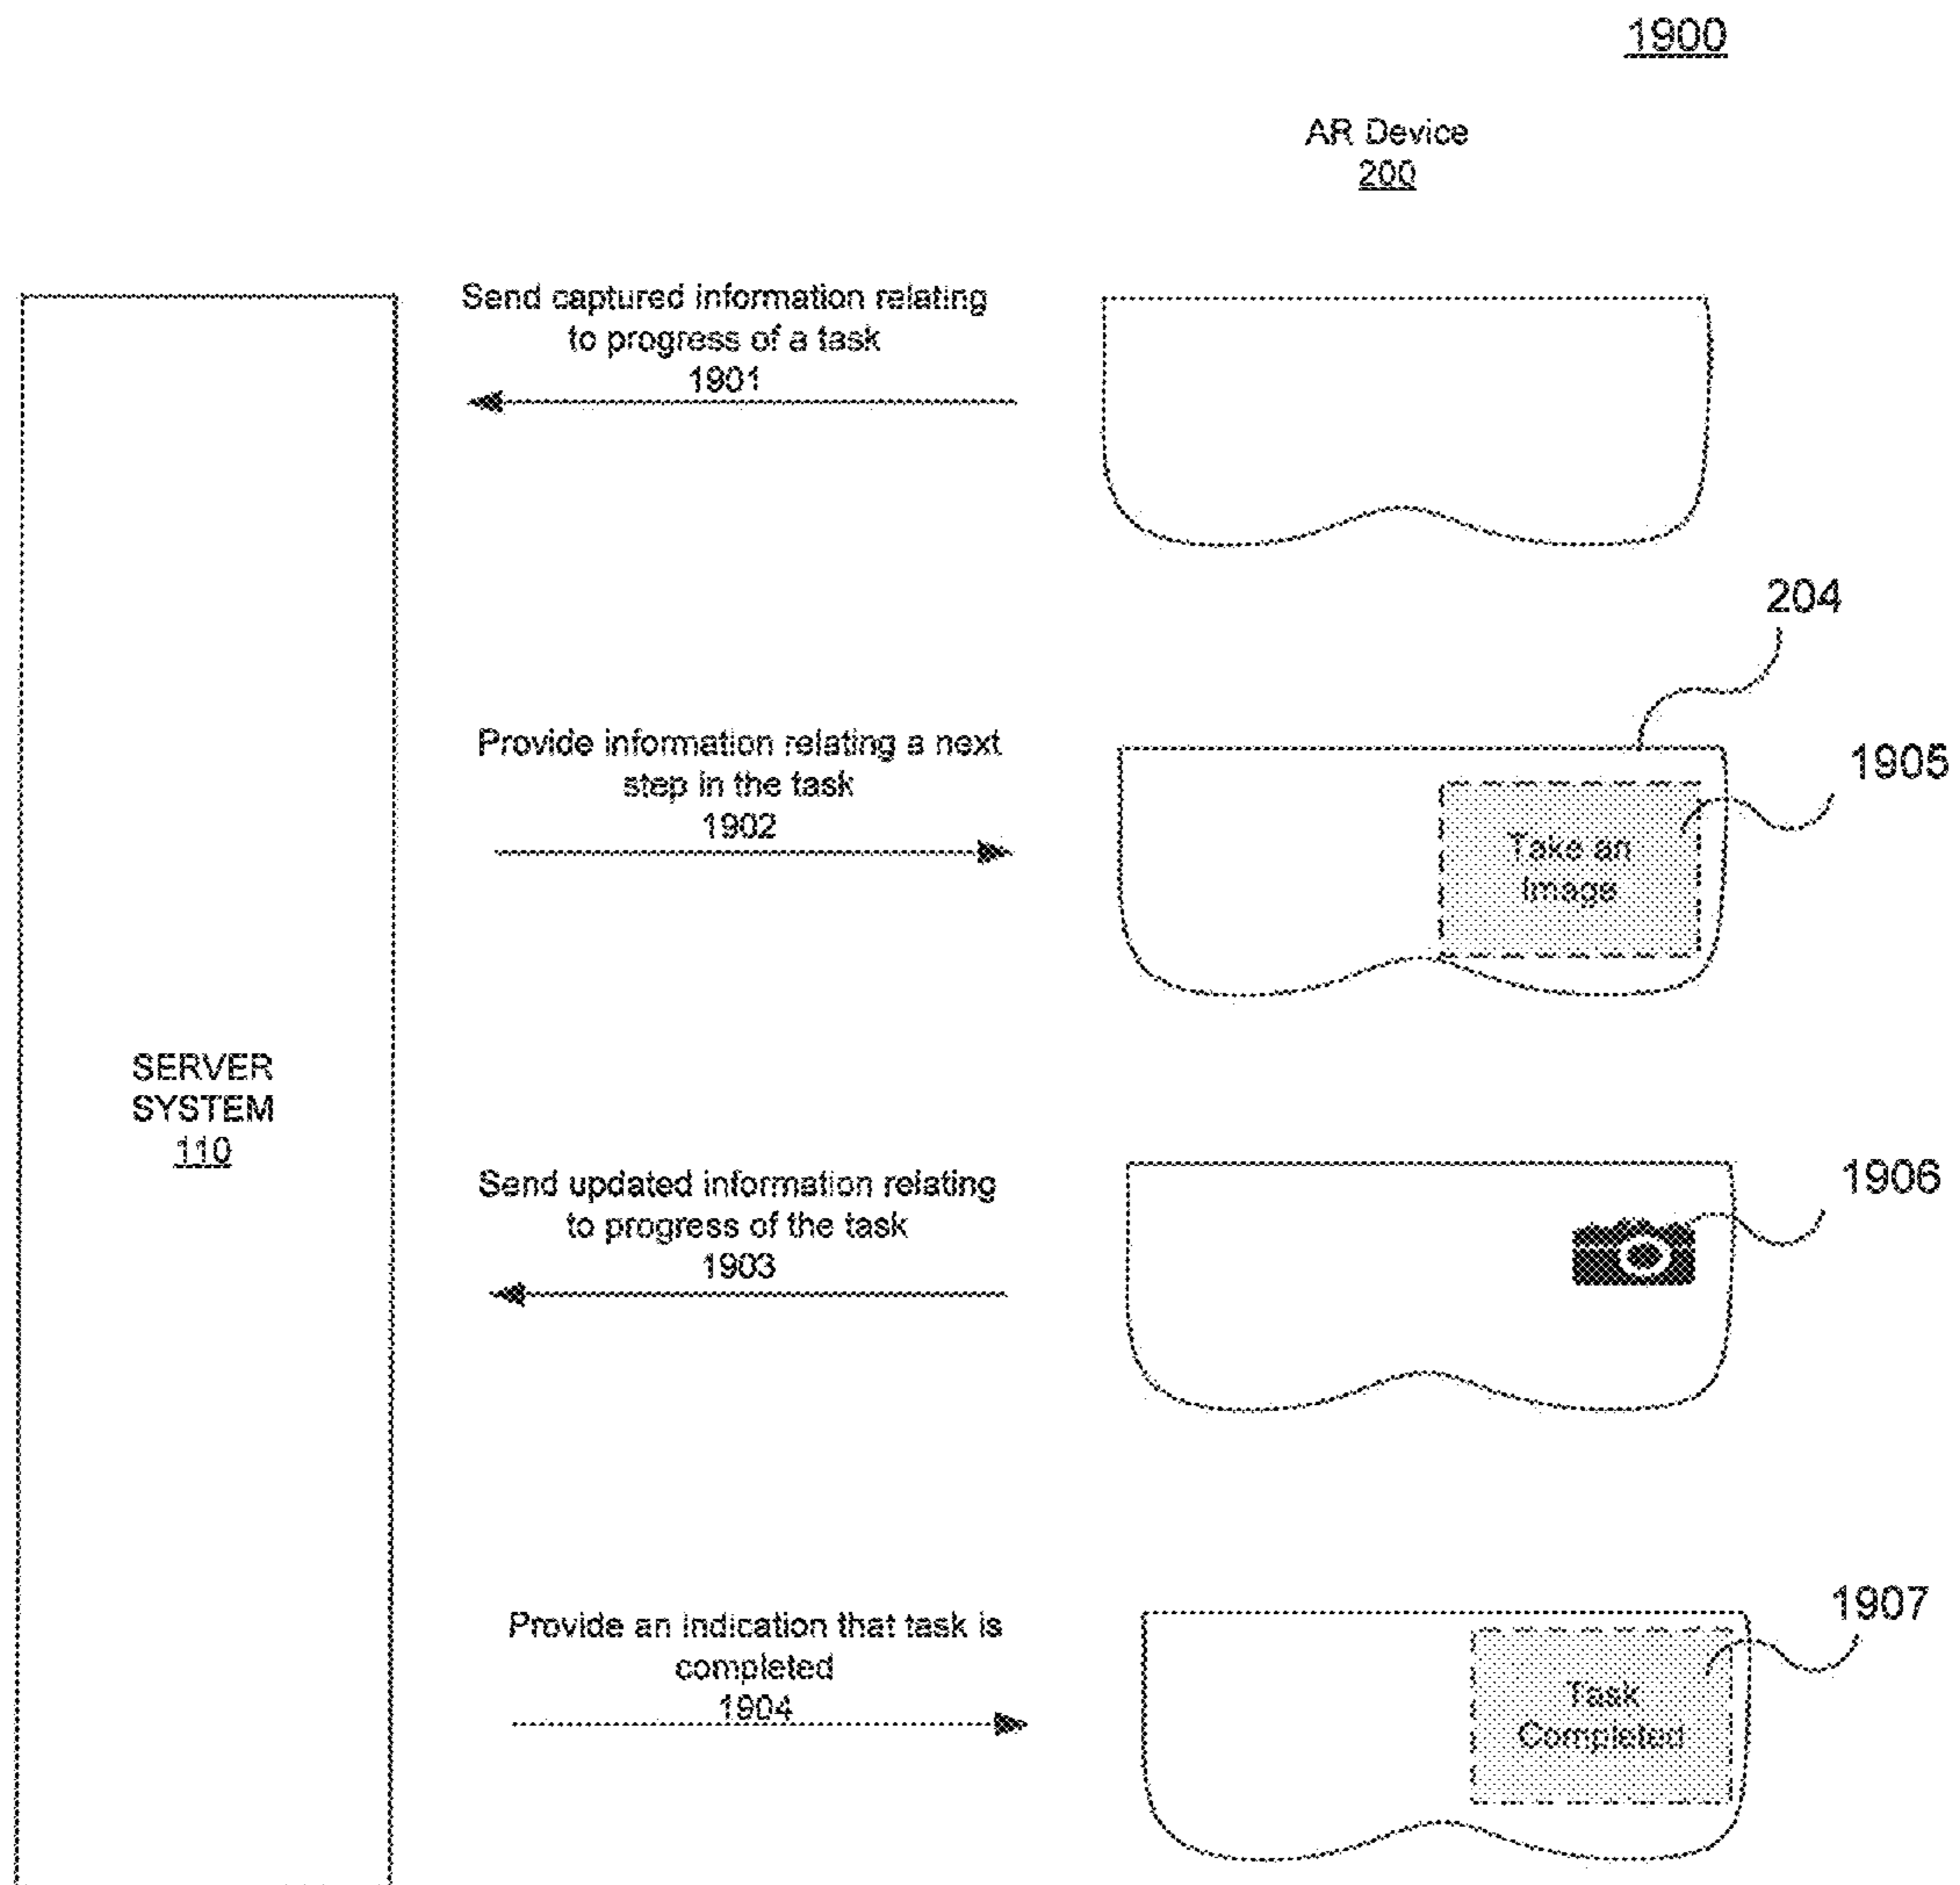 1900
AR Device
200
Send captured information relating
to progress of a task
1901
204
Provide information relating a next
step in the task
1902
1905
Take an
Image
SERVER
SYSTEM
110
Send updated information relating
to progress of the task
1903
1906
Provide an indication that task is
completed
1904
1907
Task
Completed